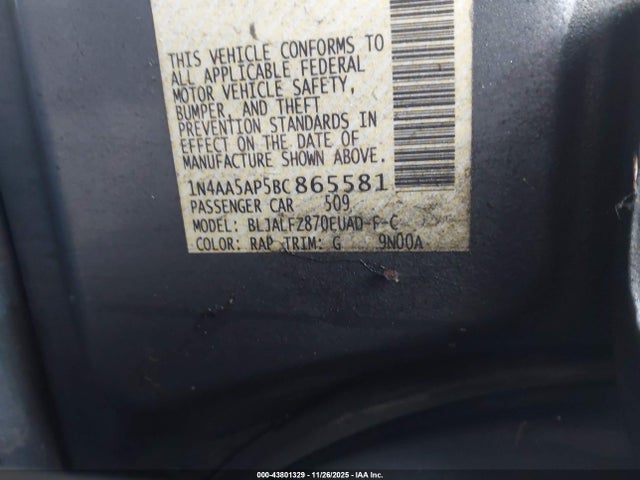 THIS VEHICLE CONFORMS TO
ALL APPLICABLE FEDERAL
MOTOR VEHICLE SAFETY,
BUMPER, AND THEFT
PREVENTION STANDARDS IN
EFFECT ON THE DATE OF
MANUFACTURE SHOWN ABOVE.
1N4AA5AP5BC865581
PASSENGER CAR 509
MODEL: BLJALFZ870EUAD-F-C
COLOR: RAP TRIM: G 9N00A
000-43801329 - 11/26/2025 - IAA Inc.